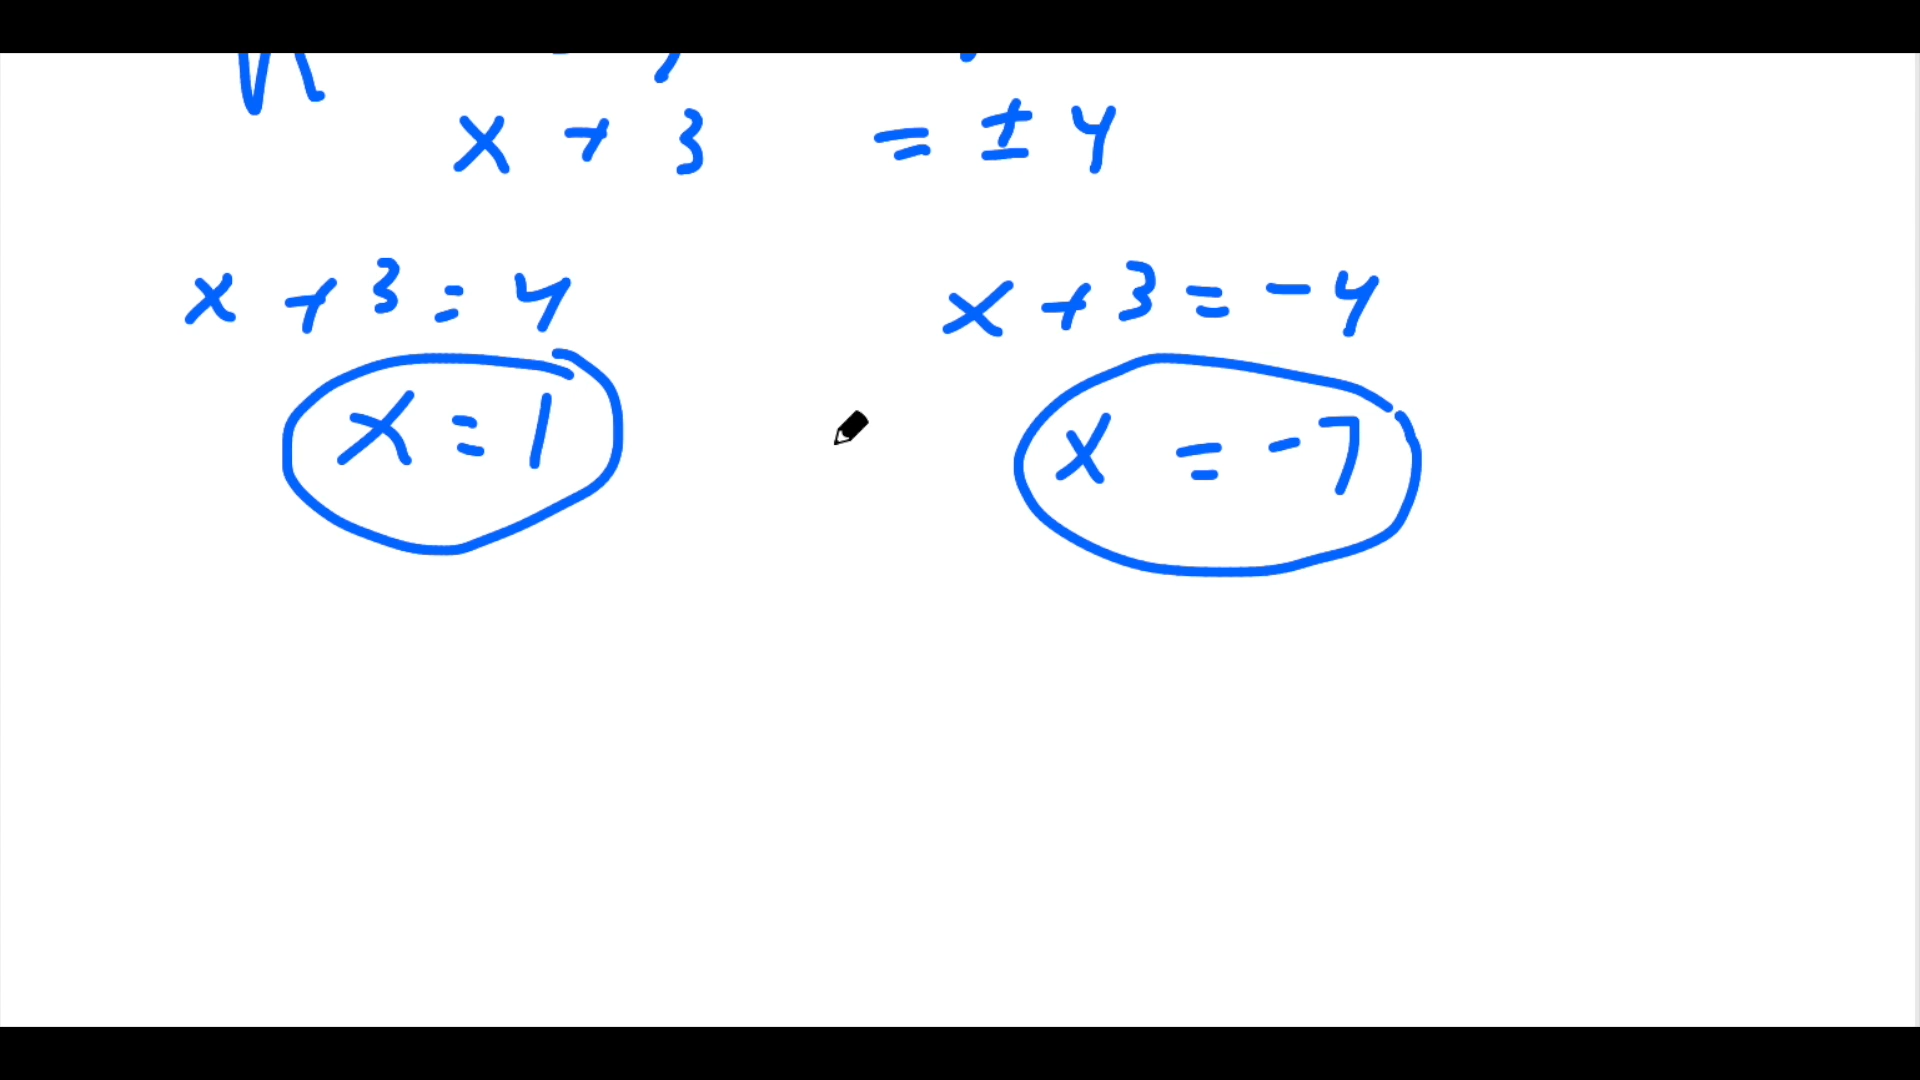 x + 3 = ± 4
x + 3 = 4
x + 3 = - 4
x = 1
x = - 7